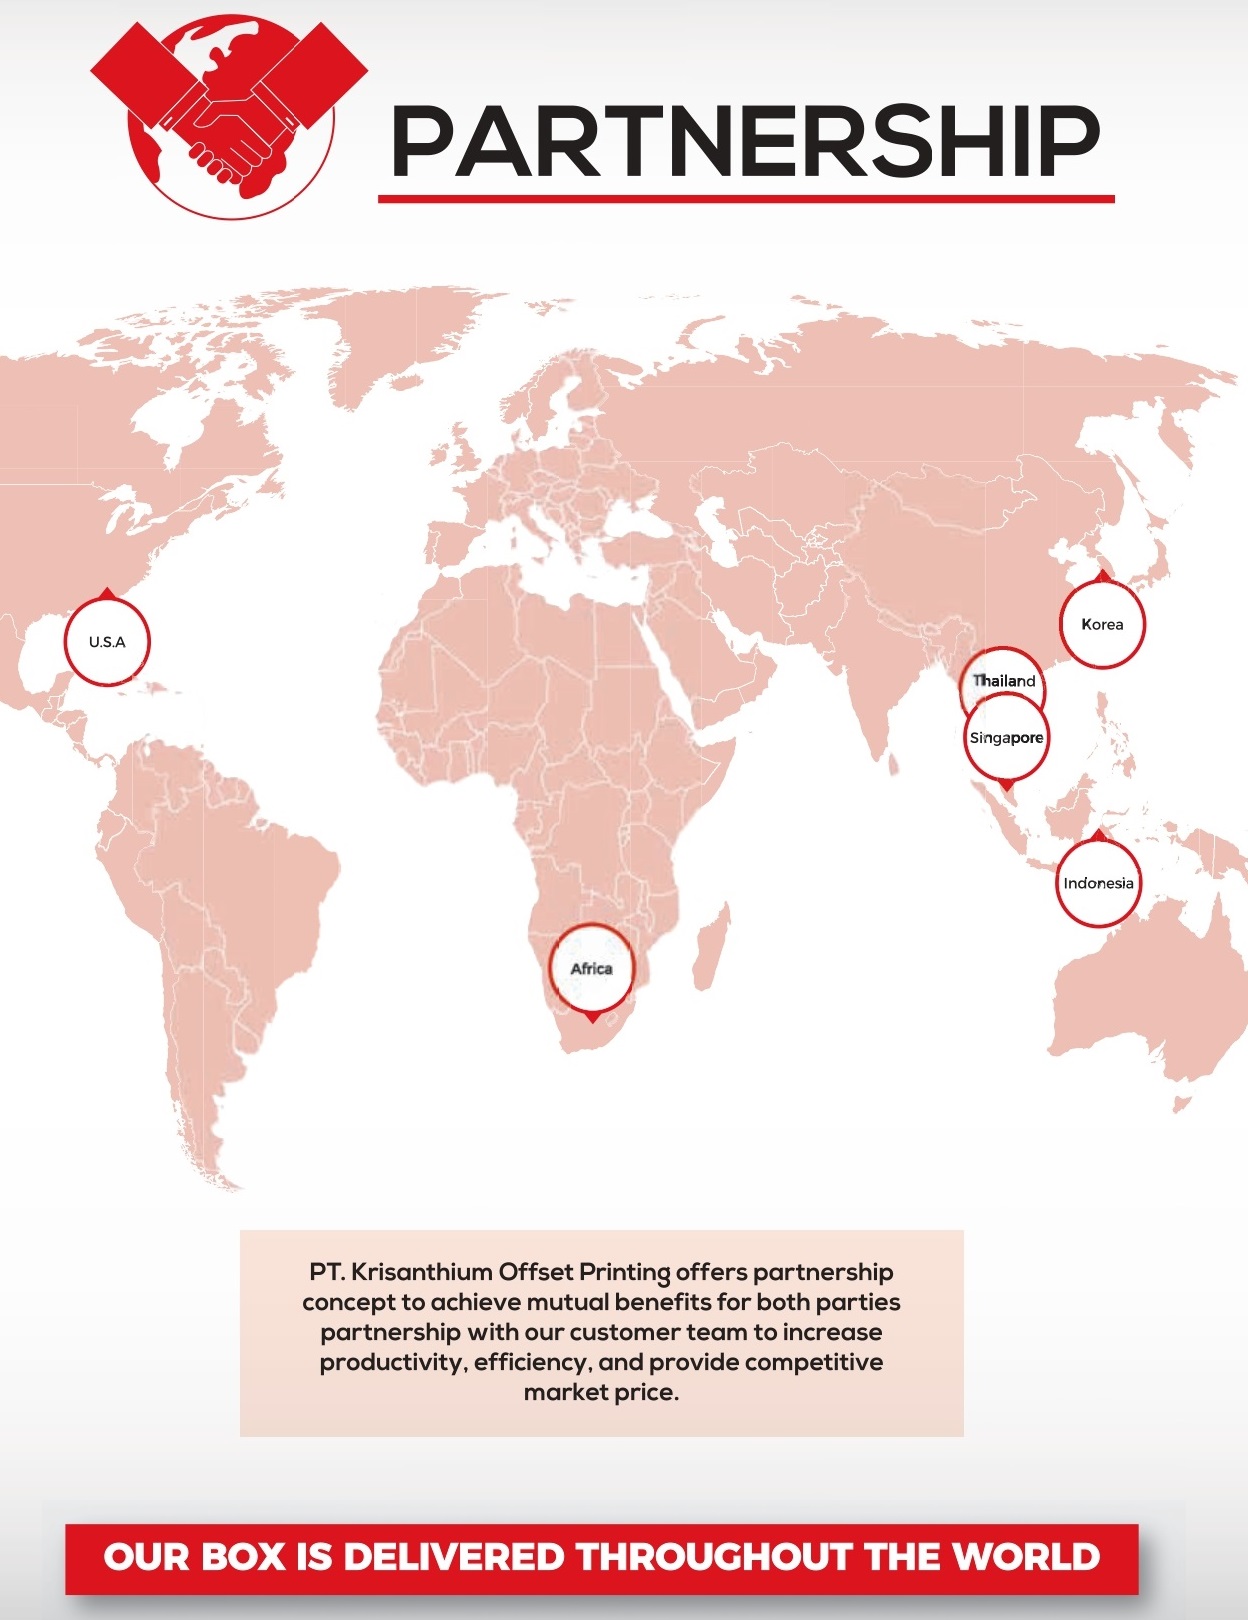 PARTNERSHIP
U.S.A
Korea
Thailand
Singapore
Indonesia
Africa
PT. Krisanthium Offset Printing offers partnership
concept to achieve mutual benefits for both parties
partnership with our customer team to increase
productivity, efficiency, and provide competitive
market price.
OUR BOX IS DELIVERED THROUGHOUT THE WORLD